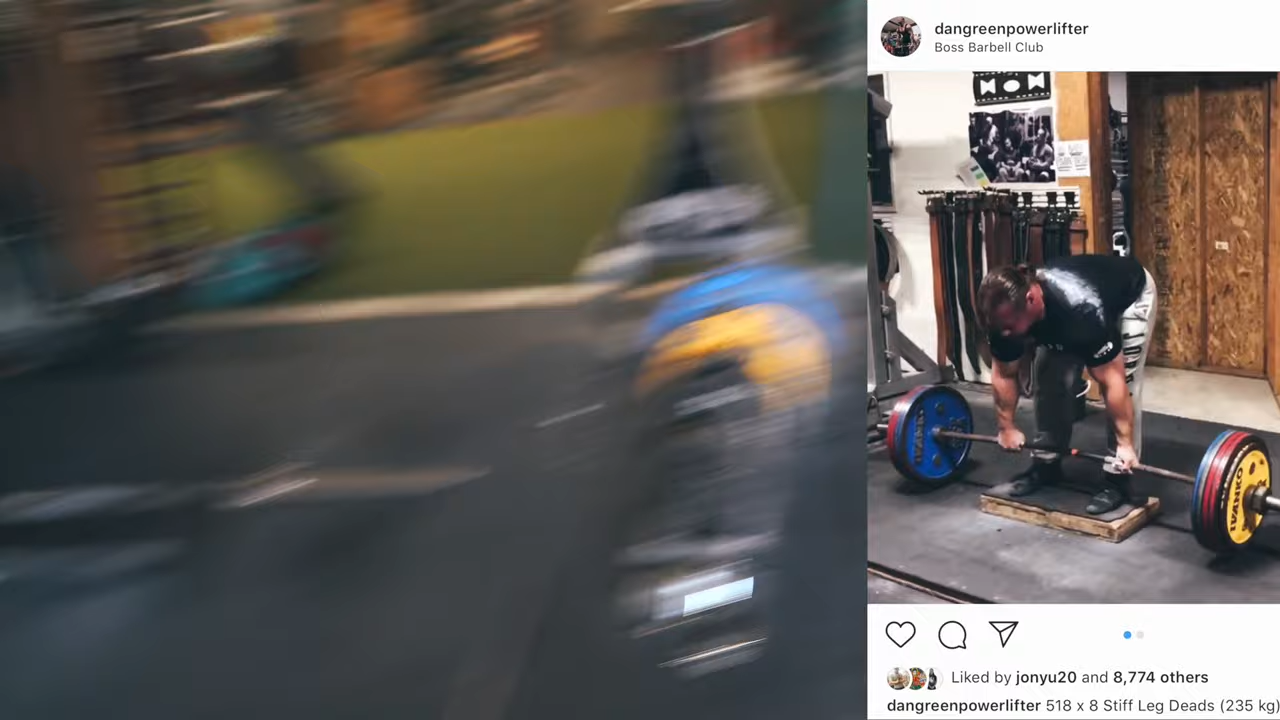 dangreenpowerlifter
Boss Barbell Club
IVANKO
Liked by jonyu20 and 8,774 others
dangreenpowerlifter 518 x 8 Stiff Leg Deads (235 kg)